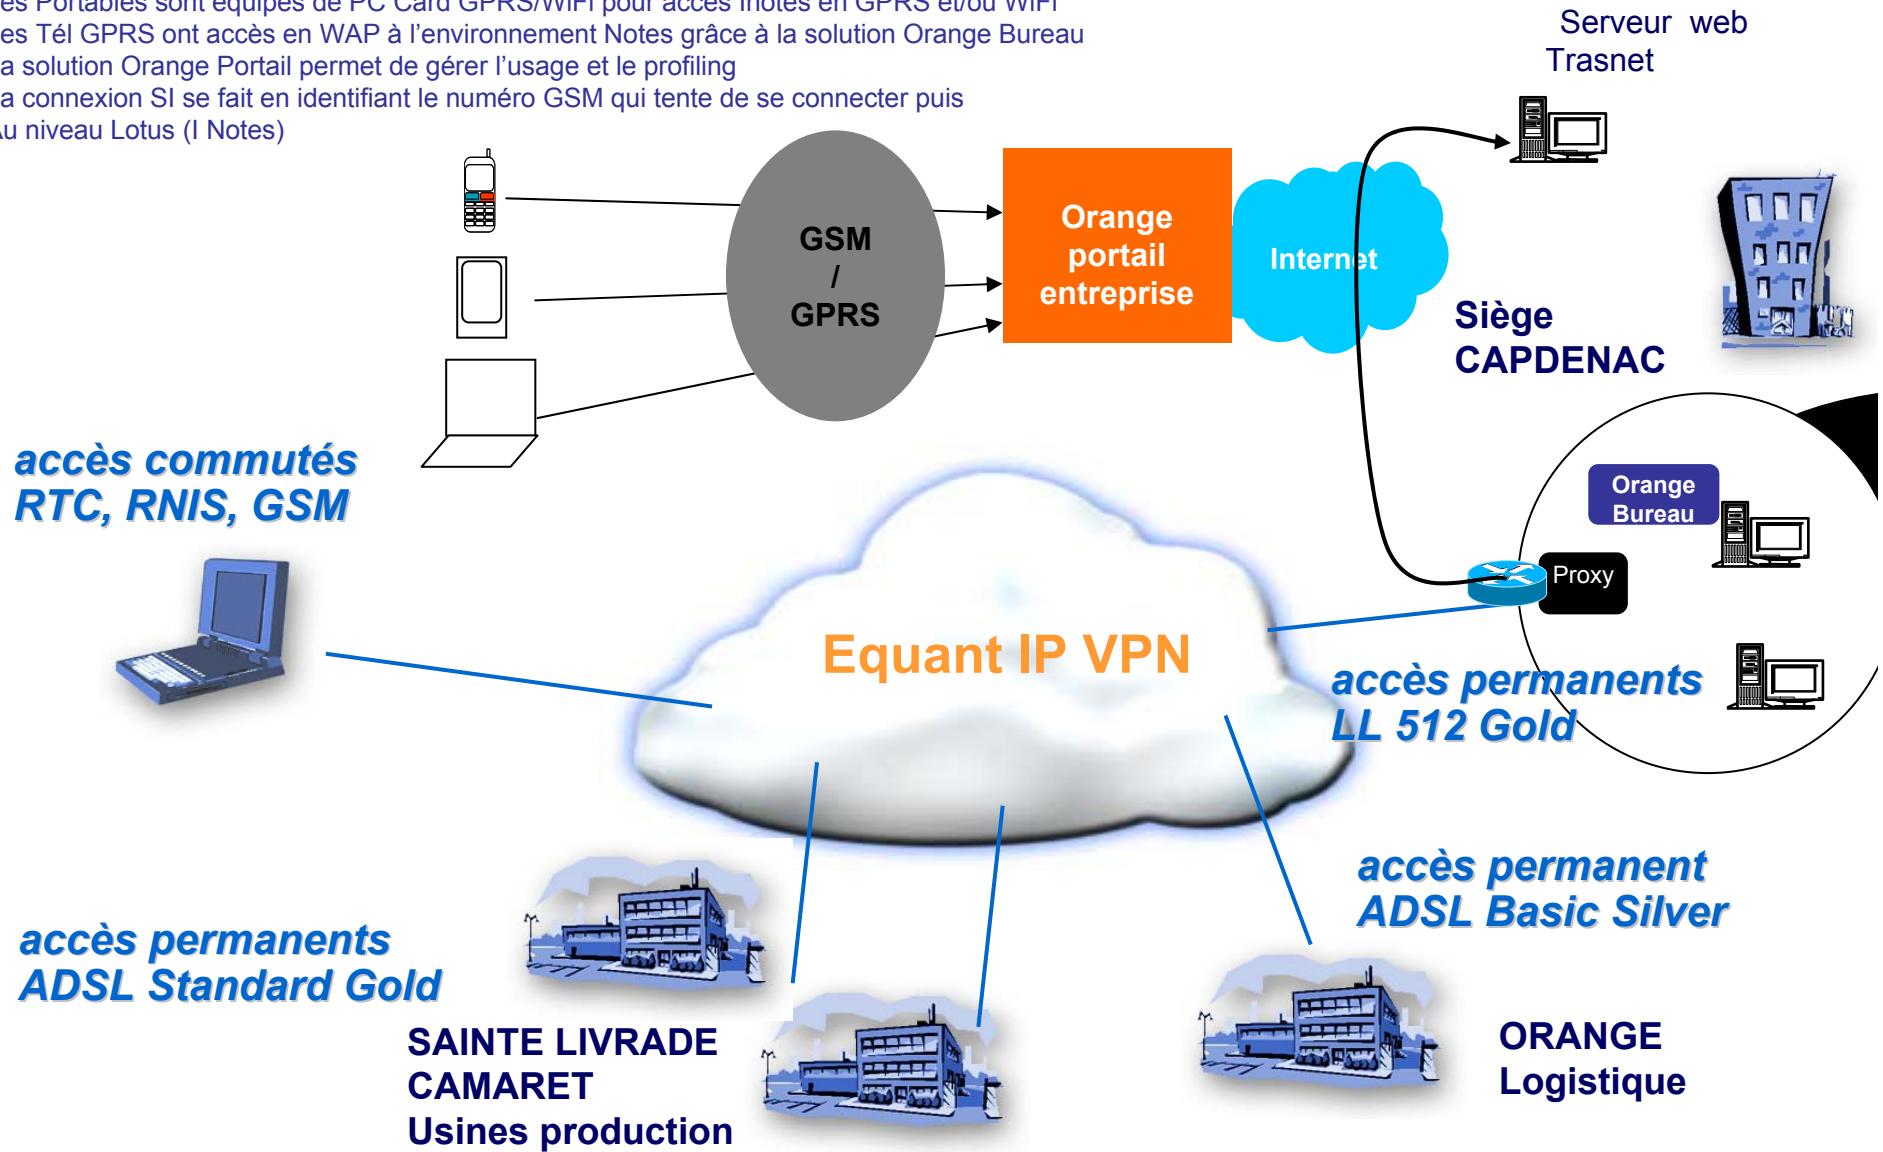 es Portables sont équipés de PC Card GPRS/WiFi pour accès Inotes en GPRS et/ou WiFi
es Tél GPRS ont accès en WAP à l’environnement Notes grâce à la solution Orange Bureau
a solution Orange Portail permet de gérer l’usage et le profiling
a connexion SI se fait en identifiant le numéro GSM qui tente de se connecter puis
Au niveau Lotus (I Notes)
Serveur web
Trasnet
GSM
/
GPRS
Orange
portail
entreprise
Internet
Siège
CAPDENAC
accès commutés
RTC, RNIS, GSM
Orange
Bureau
Proxy
Equant IP VPN
accès permanents
LL 512 Gold
accès permanent
ADSL Basic Silver
accès permanents
ADSL Standard Gold
SAINTE LIVRADE
CAMARET
Usines production
ORANGE
Logistique